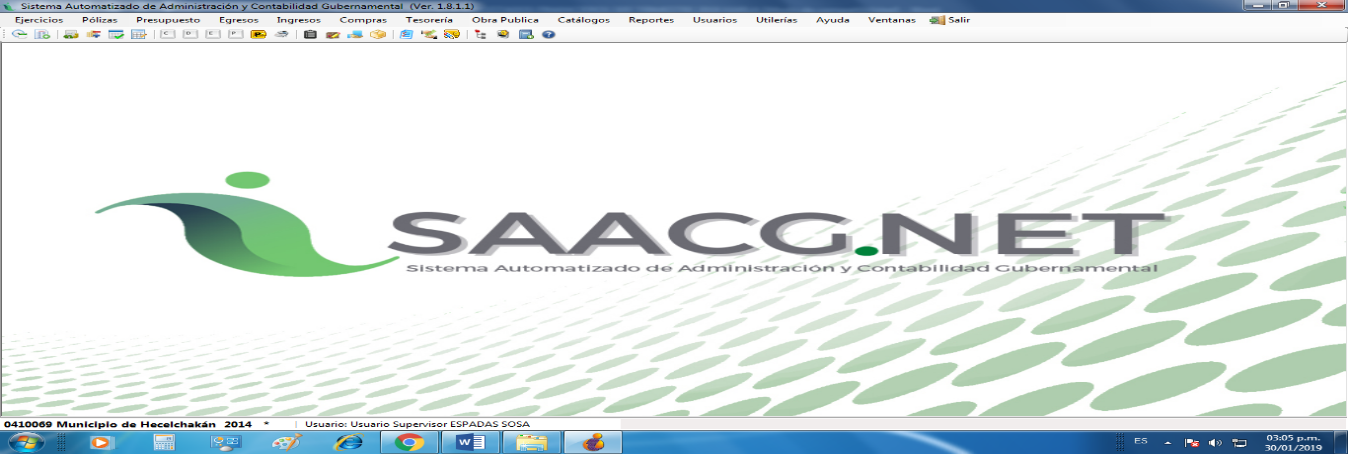 Sistema Automatizado de Administración y Contabilidad Gubernamental (Ver. 1.8.1.1)
Ejercicios Pólizas Presupuesto Egresos Ingresos Compras Tesorería Obra Publica Catálogos Reportes Usuarios Utilerías Ayuda Ventanas Salir
C D E P P
SAACG.NET
Sistema Automatizado de Administración y Contabilidad Gubernamental
0410069 Municipio de Hecelchakán 2014 * Usuario: Usuario Supervisor ESPADAS SOSA
ES 03:05 p.m.
30/01/2019